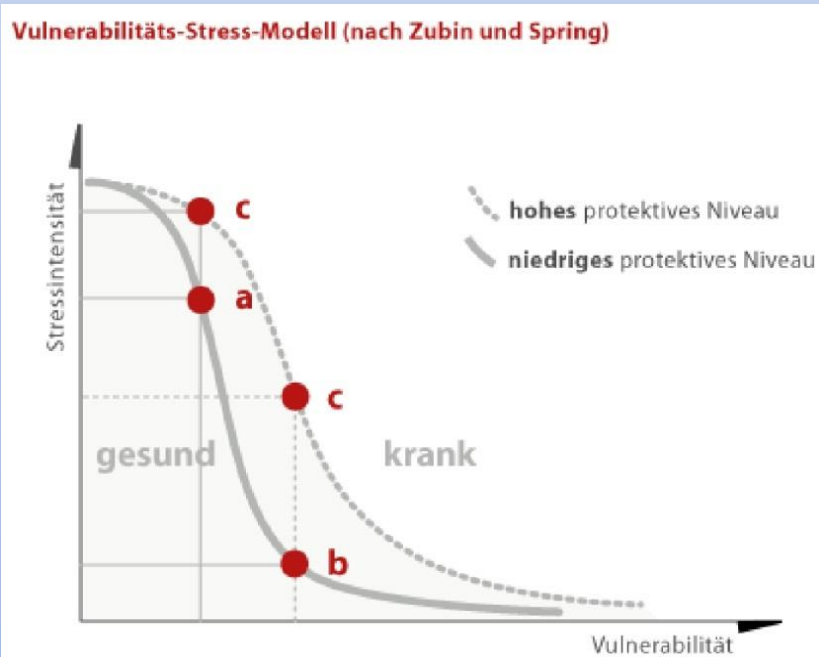 Vulnerabilitäts-Stress-Modell (nach Zubin und Spring)
Stressintensität
c
hohes protektives Niveau
niedriges protektives Niveau
a
c
gesund
krank
b
Vulnerabilität